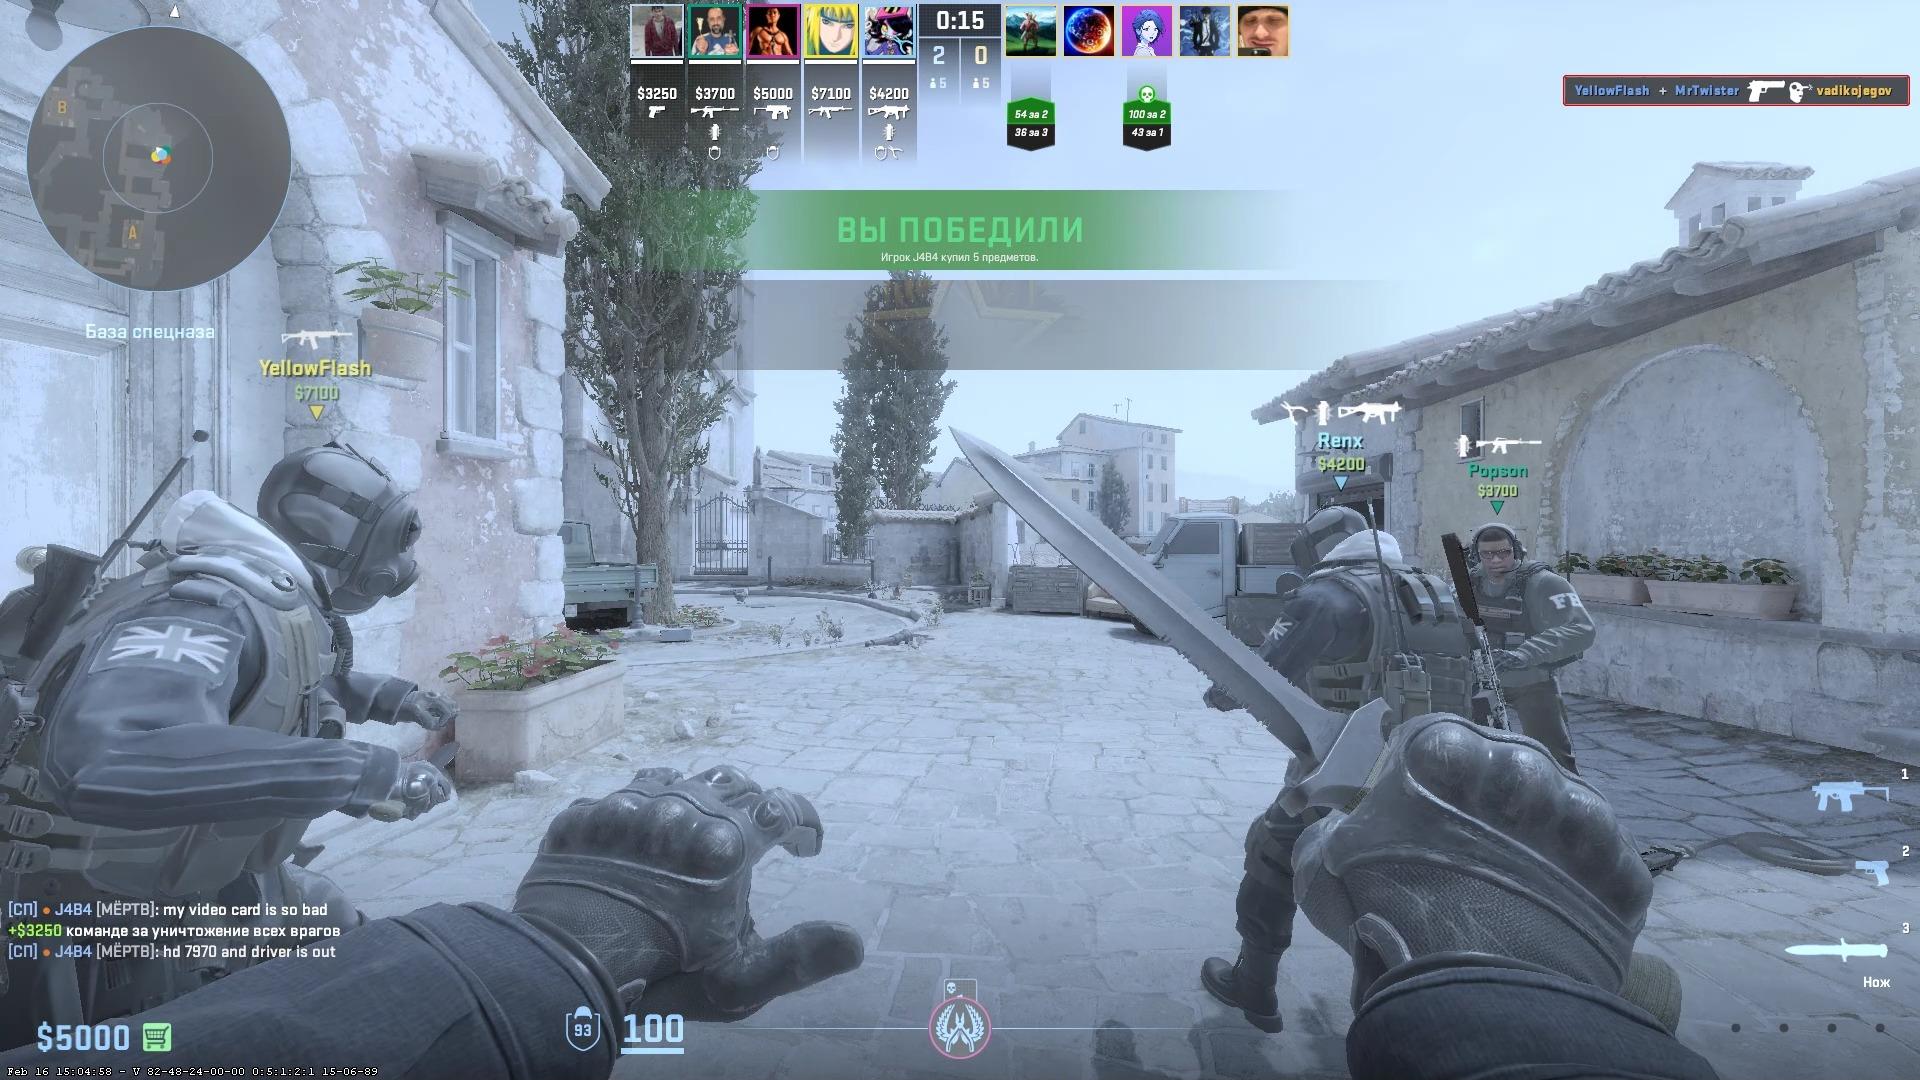 0:15
2 0
5 5
$3250 $3700 $5000 $7100 $4200
54 за 2
36 за 3
100 за 2
43 за 1
YellowFlash + MrTwister vadikojegov
B
A
ВЫ ПОБЕДИЛИ
Игрок J4B4 купил 5 предметов.
База спецназа
YellowFlash
$7100
Renx
$4200
Popson
$3700
FB
1
2
3
Нож
[СП] ● J4B4 [МЁРТВ]: my video card is so bad
+$3250 команде за уничтожение всех врагов
[СП] ● J4B4 [МЁРТВ]: hd 7970 and driver is out
$5000
93
100
Feb 16 15:04:58 - V 82-48-24-00-00 0:5:1:2:1 15-06-89